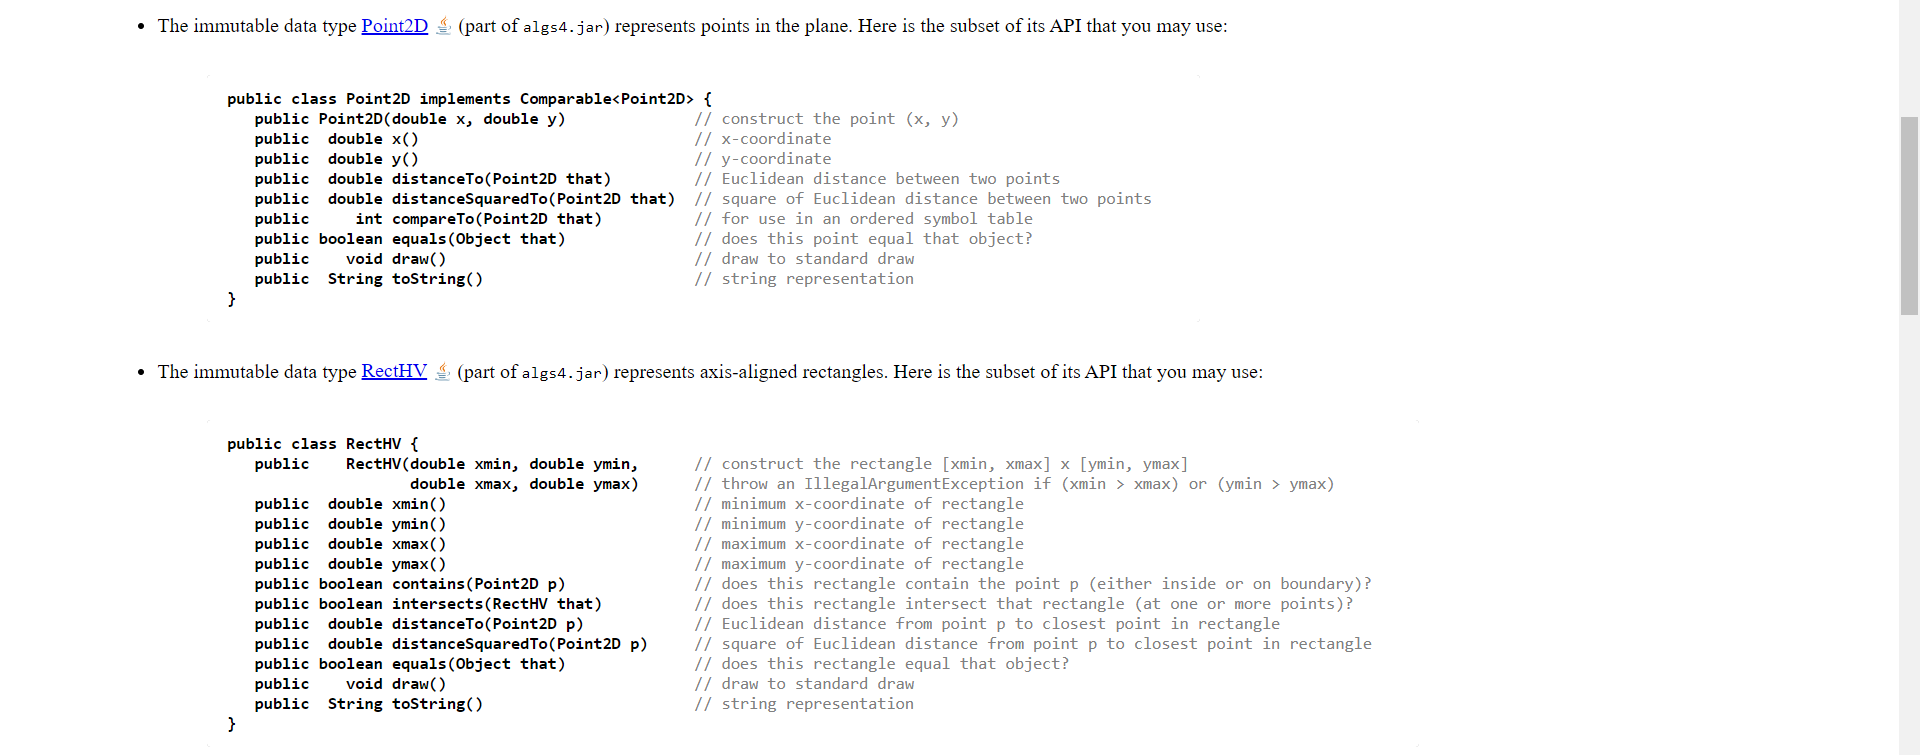 • The immutable data type Point2D (part of algs4.jar) represents points in the plane. Here is the subset of its API that you may use:
public class Point2D implements Comparable<Point2D> {
   public Point2D(double x, double y)              // construct the point (x, y)
   public  double x()                              // x-coordinate
   public  double y()                              // y-coordinate
   public  double distanceTo(Point2D that)         // Euclidean distance between two points
   public  double distanceSquaredTo(Point2D that)  // square of Euclidean distance between two points
   public     int compareTo(Point2D that)          // for use in an ordered symbol table
   public boolean equals(Object that)              // does this point equal that object?
   public    void draw()                           // draw to standard draw
   public  String toString()                       // string representation
}
• The immutable data type RectHV (part of algs4.jar) represents axis-aligned rectangles. Here is the subset of its API that you may use:
public class RectHV {
   public    RectHV(double xmin, double ymin,      // construct the rectangle [xmin, xmax] x [ymin, ymax]
                    double xmax, double ymax)      // throw an IllegalArgumentException if (xmin > xmax) or (ymin > ymax)
   public  double xmin()                           // minimum x-coordinate of rectangle
   public  double ymin()                           // minimum y-coordinate of rectangle
   public  double xmax()                           // maximum x-coordinate of rectangle
   public  double ymax()                           // maximum y-coordinate of rectangle
   public boolean contains(Point2D p)              // does this rectangle contain the point p (either inside or on boundary)?
   public boolean intersects(RectHV that)          // does this rectangle intersect that rectangle (at one or more points)?
   public  double distanceTo(Point2D p)            // Euclidean distance from point p to closest point in rectangle
   public  double distanceSquaredTo(Point2D p)     // square of Euclidean distance from point p to closest point in rectangle
   public boolean equals(Object that)              // does this rectangle equal that object?
   public    void draw()                           // draw to standard draw
   public  String toString()                       // string representation
}